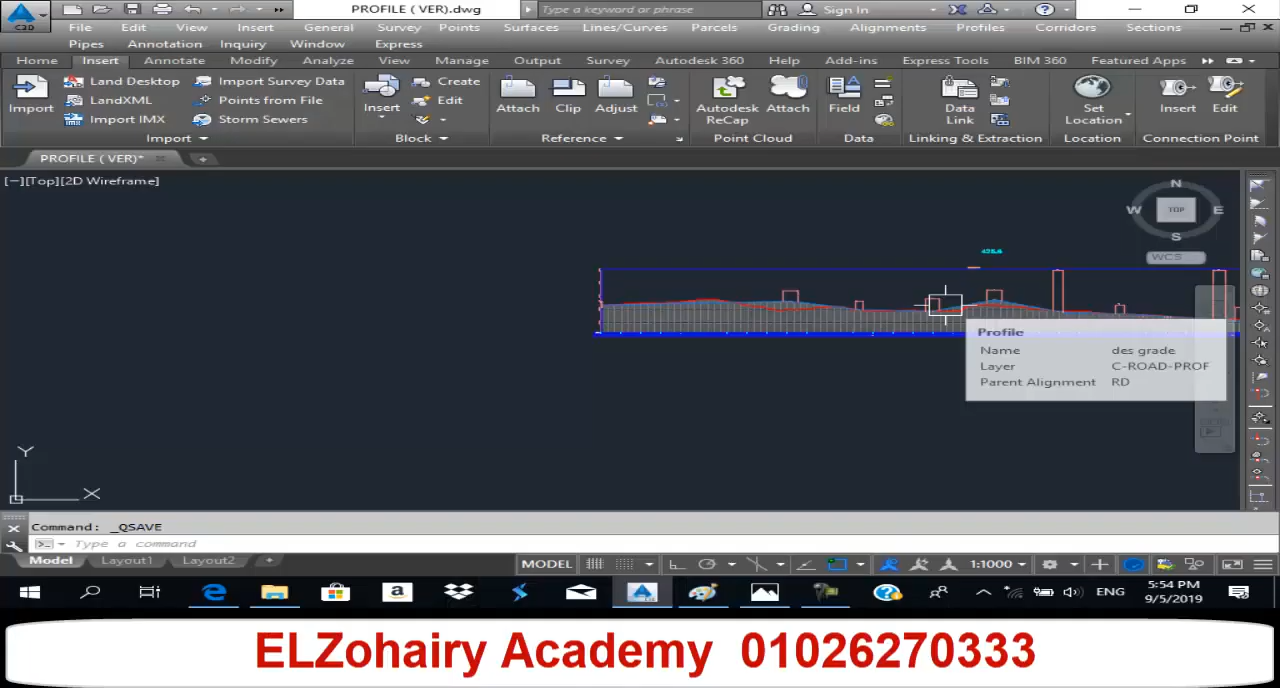 PROFILE ( VER).dwg
Type a keyword or phrase
Sign In
C3D
File Edit View Insert General Survey Points Surfaces Lines/Curves Parcels Grading Alignments Profiles Corridors Sections
Pipes Annotation Inquiry Window Express
Home Insert Annotate Modify Analyze View Manage Output Survey Autodesk 360 Help Add-ins Express Tools BIM 360 Featured Apps
Land Desktop Import Survey Data Create
LandXML Points from File Edit
Import IMX Storm Sewers
Import Insert Attach Clip Adjust Autodesk ReCap Attach Field Data Link Set Location Insert Edit
Import Block Reference Point Cloud Data Linking & Extraction Location Connection Point
PROFILE ( VER)*
[−][Top][2D Wireframe]
N
W TOP E
S
WCS
Profile
Name des grade
Layer C-ROAD-PROF
Parent Alignment RD
Y
X
Command: _QSAVE
Type a command
Model Layout1 Layout2 MODEL 1:1000
ENG 5:54 PM
9/5/2019
ELZohairy Academy 01026270333